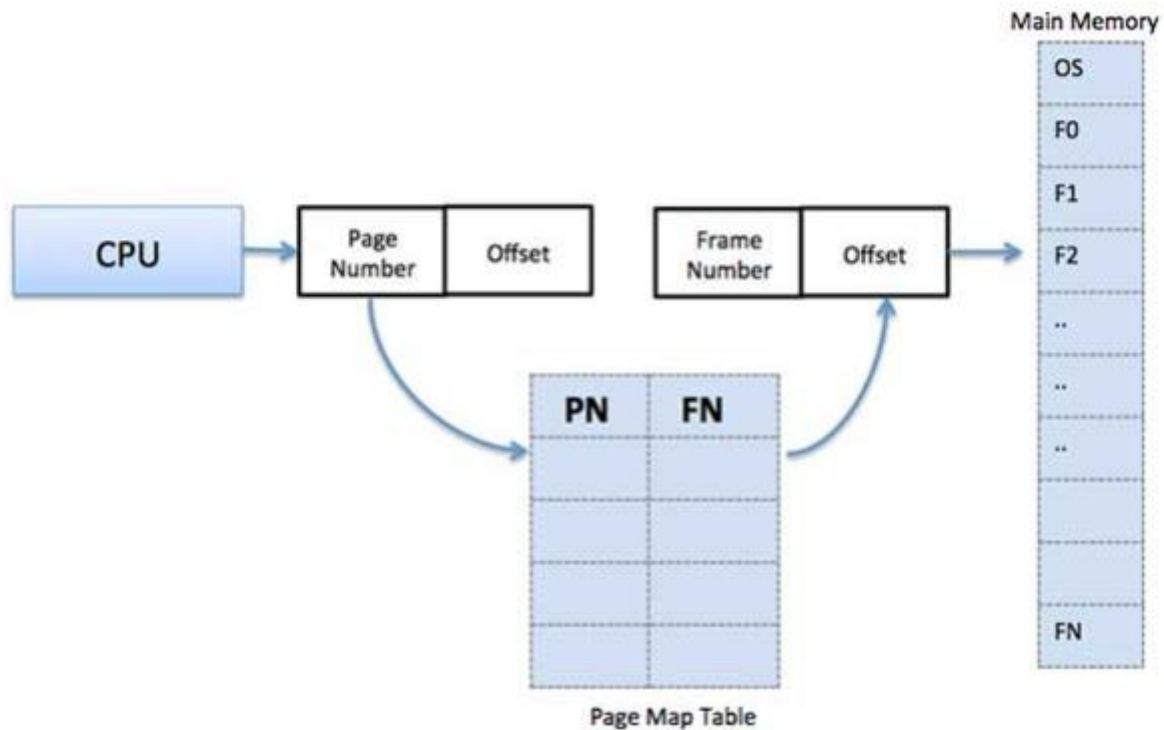 Main Memory
OS
F0
F1
F2
..
..
..
FN
CPU
Page
Number
Offset
Frame
Number
Offset
PN
FN
Page Map Table